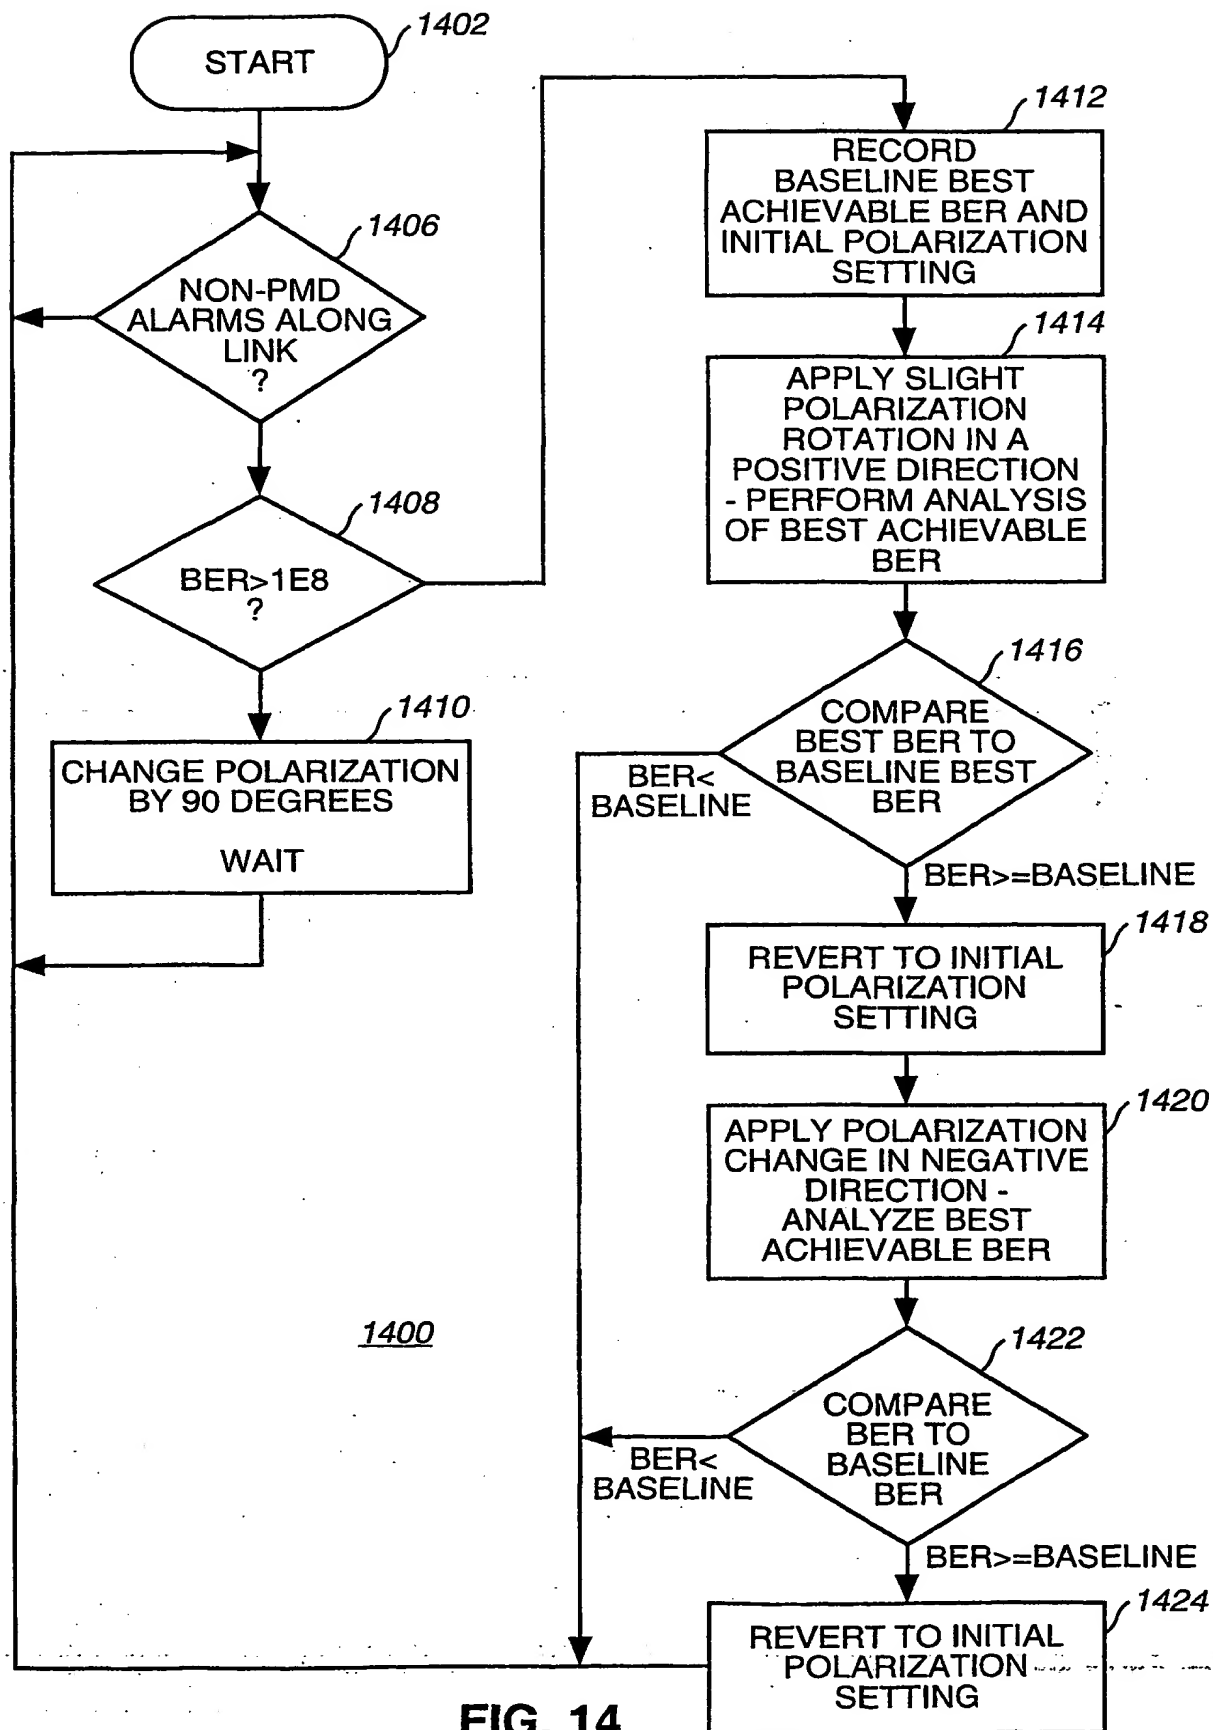 START
1402
NON-PMD
ALARMS ALONG
LINK
?
1406
BER>1E8
?
1408
CHANGE POLARIZATION
BY 90 DEGREES
WAIT
1410
RECORD
BASELINE BEST
ACHIEVABLE BER AND
INITIAL POLARIZATION
SETTING
1412
APPLY SLIGHT
POLARIZATION
ROTATION IN A
POSITIVE DIRECTION
- PERFORM ANALYSIS
OF BEST ACHIEVABLE
BER
1414
COMPARE
BEST BER TO
BASELINE BEST
BER
1416
BER<
BASELINE
BER>=BASELINE
REVERT TO INITIAL
POLARIZATION
SETTING
1418
APPLY POLARIZATION
CHANGE IN NEGATIVE
DIRECTION -
ANALYZE BEST
ACHIEVABLE BER
1420
COMPARE
BER TO
BASELINE
BER
1422
BER<
BASELINE
BER>=BASELINE
REVERT TO INITIAL
POLARIZATION
SETTING
1424
1400
FIG. 14